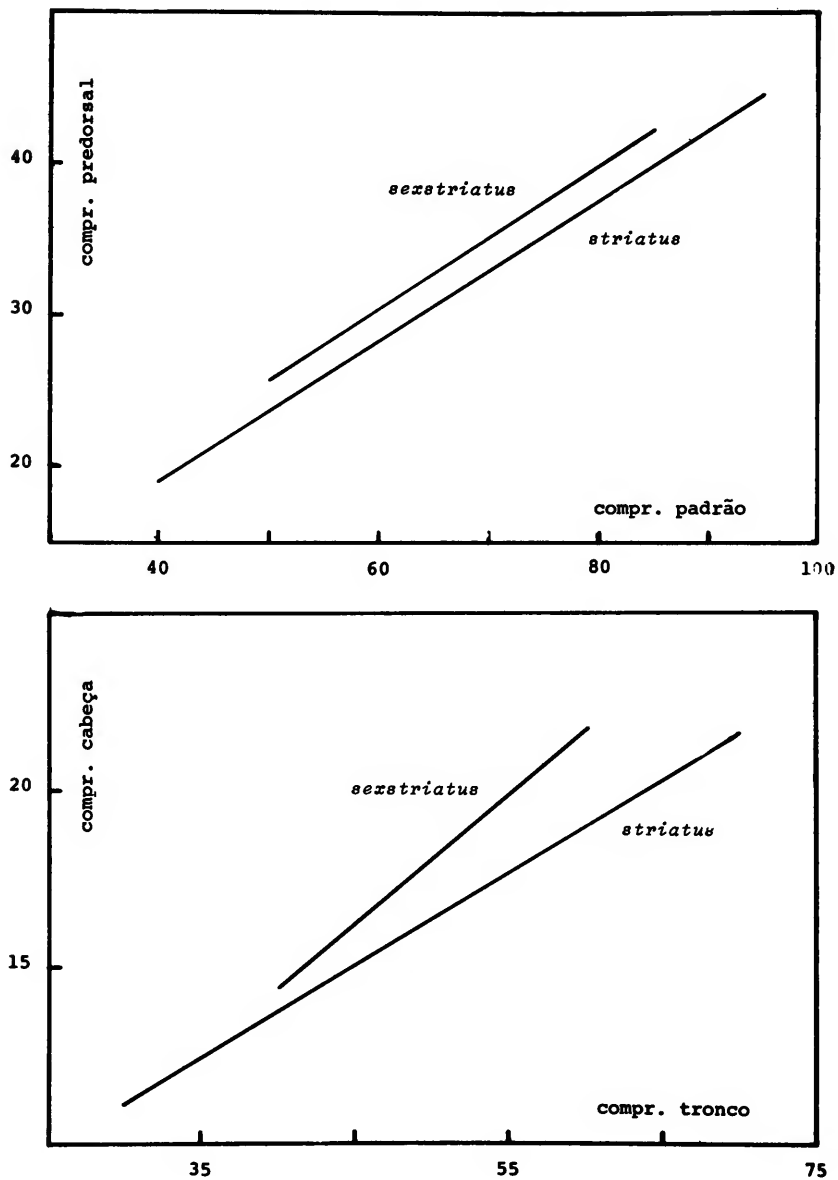 compr. predorsal
40
30
20
sexstriatus
striatus
compr. padrão
40
60
80
100
compr. cabeça
20
15
sexstriatus
striatus
compr. tronco
35
55
75